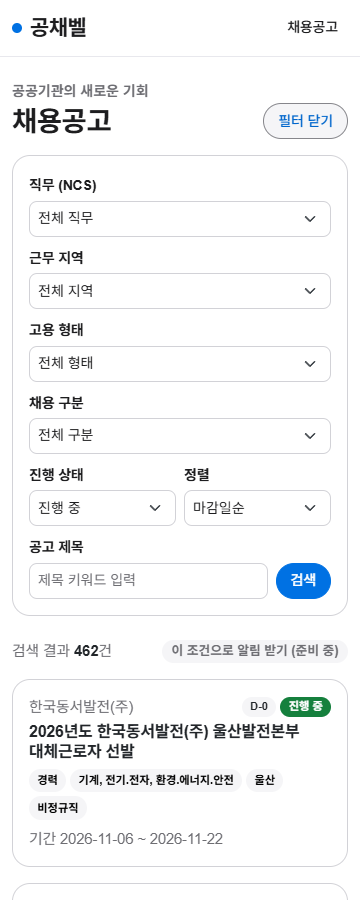 공채벨
채용공고
공공기관의 새로운 기회
채용공고
필터 닫기
직무 (NCS)
전체 직무
근무 지역
전체 지역
고용 형태
전체 형태
채용 구분
전체 구분
진행 상태
정렬
진행 중
마감일순
공고 제목
제목 키워드 입력
검색
검색 결과 462건
이 조건으로 알림 받기 (준비 중)
한국동서발전(주)
D-0
진행 중
2026년도 한국동서발전(주) 울산발전본부
대체근로자 선발
경력
기계, 전기.전자, 환경.에너지.안전
울산
비정규직
기간 2026-11-06 ~ 2026-11-22